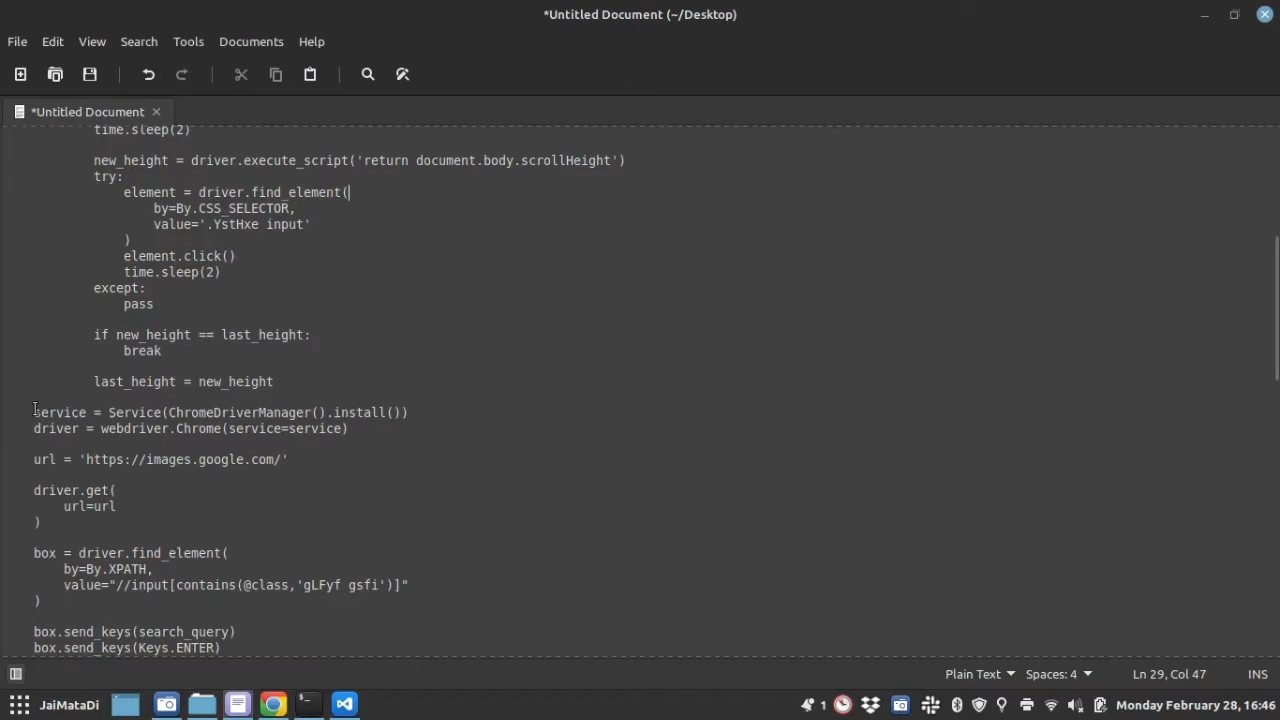 *Untitled Document (~/Desktop)
File Edit View Search Tools Documents Help
*Untitled Document
time.sleep(2)
new_height = driver.execute_script('return document.body.scrollHeight')
try:
element = driver.find_element(
by=By.CSS_SELECTOR,
value='.YstHxe input'
)
element.click()
time.sleep(2)
except:
pass
if new_height == last_height:
break
last_height = new_height
service = Service(ChromeDriverManager().install())
driver = webdriver.Chrome(service=service)
url = 'https://images.google.com/'
driver.get(
url=url
)
box = driver.find_element(
by=By.XPATH,
value="//input[contains(@class,'gLFyf gsfi')]"
)
box.send_keys(search_query)
box.send_keys(Keys.ENTER)
Plain Text Spaces: 4 Ln 29, Col 47 INS
JaiMataDi 1 Monday February 28, 16:46